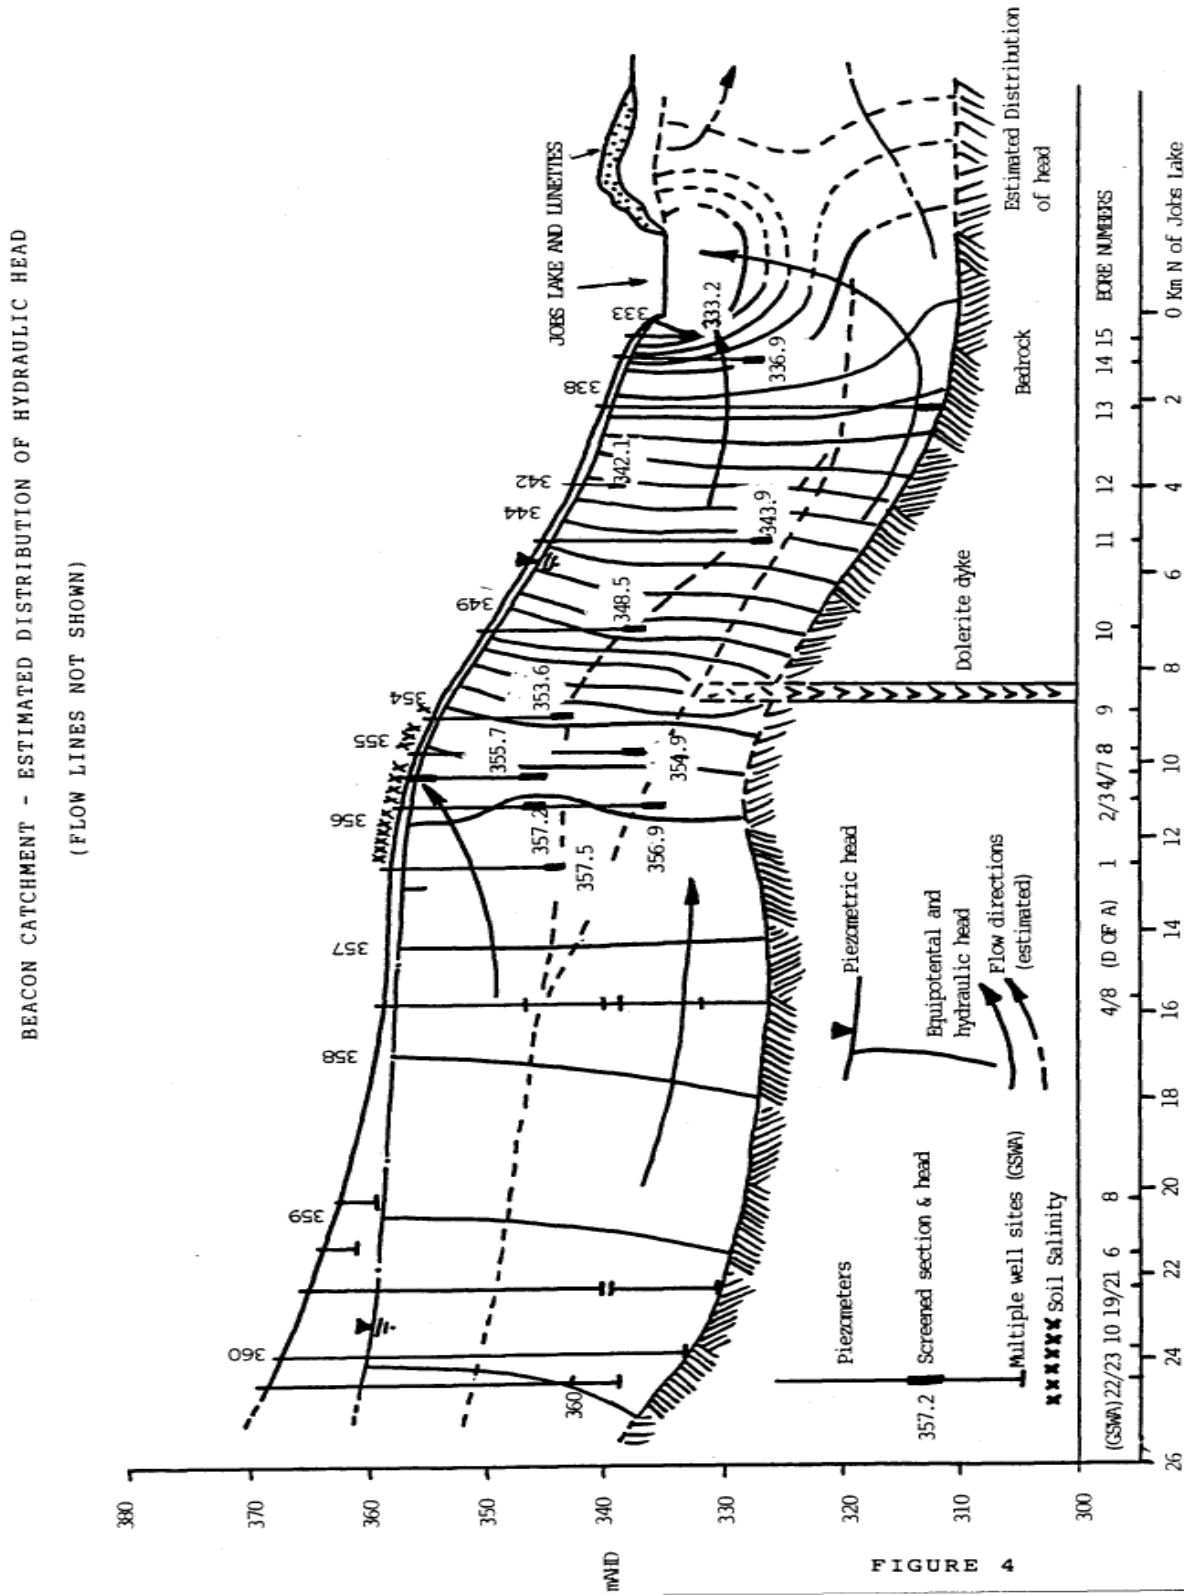 BEACON CATCHMENT - ESTIMATED DISTRIBUTION OF HYDRAULIC HEAD
(FLOW LINES NOT SHOWN)
JOBS LAKE AND LUNETTES
mAHD
380
370
360
350
340
330
320
310
300
360
359
358
357
356
355
354
349
344
342
338
333
360
357.5
357.2
356.9
355.7
354.9
353.6
348.5
343.9
342.1
336.9
333.2
Estimated Distribution
of head
Bedrock
Dolerite dyke
Piezometers
357.2 Screened section & head
Multiple well sites (GSWA)
xxxxx Soil Salinity
Piezometric head
Equipotental and
hydraulic head
Flow directions
(estimated)
(GSWA) 22/23 10 19/21 6 8 4/8 (D OF A) 1 2/3 4/7 8 9 10 11 12 13 14 15 BORE NUMBERS
26 24 22 20 18 16 14 12 10 8 6 4 2 0 Km N of Jobs Lake
FIGURE 4